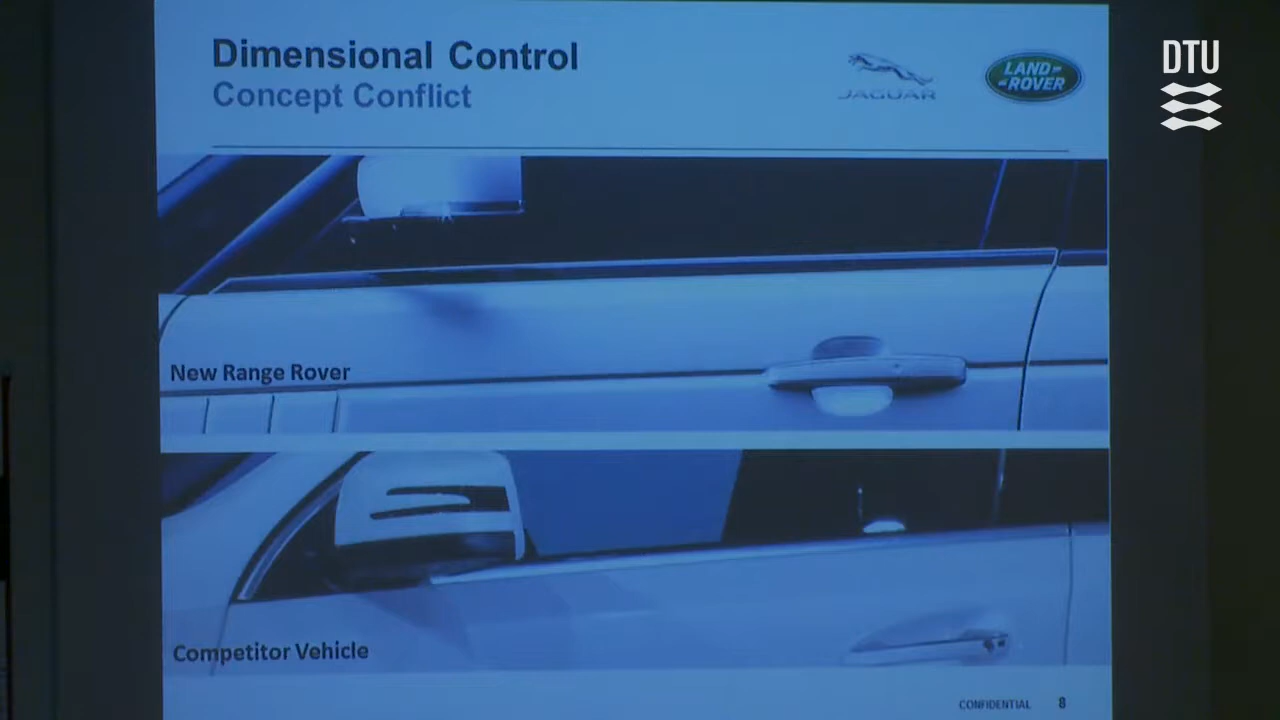 Dimensional Control
Concept Conflict
JAGUAR
LAND-
-ROVER
DTU
New Range Rover
Competitor Vehicle
CONFIDENTIAL 8